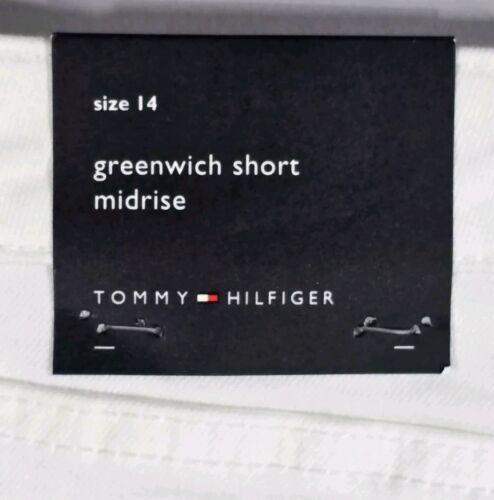 size 14
greenwich short
midrise
TOMMY HILFIGER